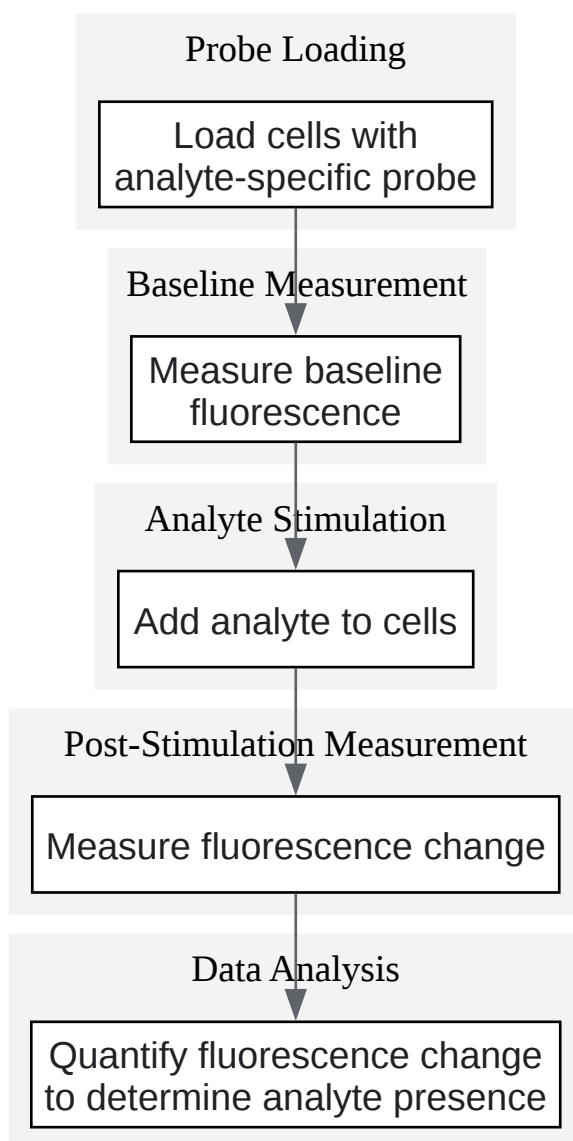 Probe Loading
Load cells with
analyte-specific probe
Baseline Measurement
Measure baseline
fluorescence
Analyte Stimulation
Add analyte to cells
Post-Stimulation Measurement
Measure fluorescence change
Data Analysis
Quantify fluorescence change
to determine analyte presence